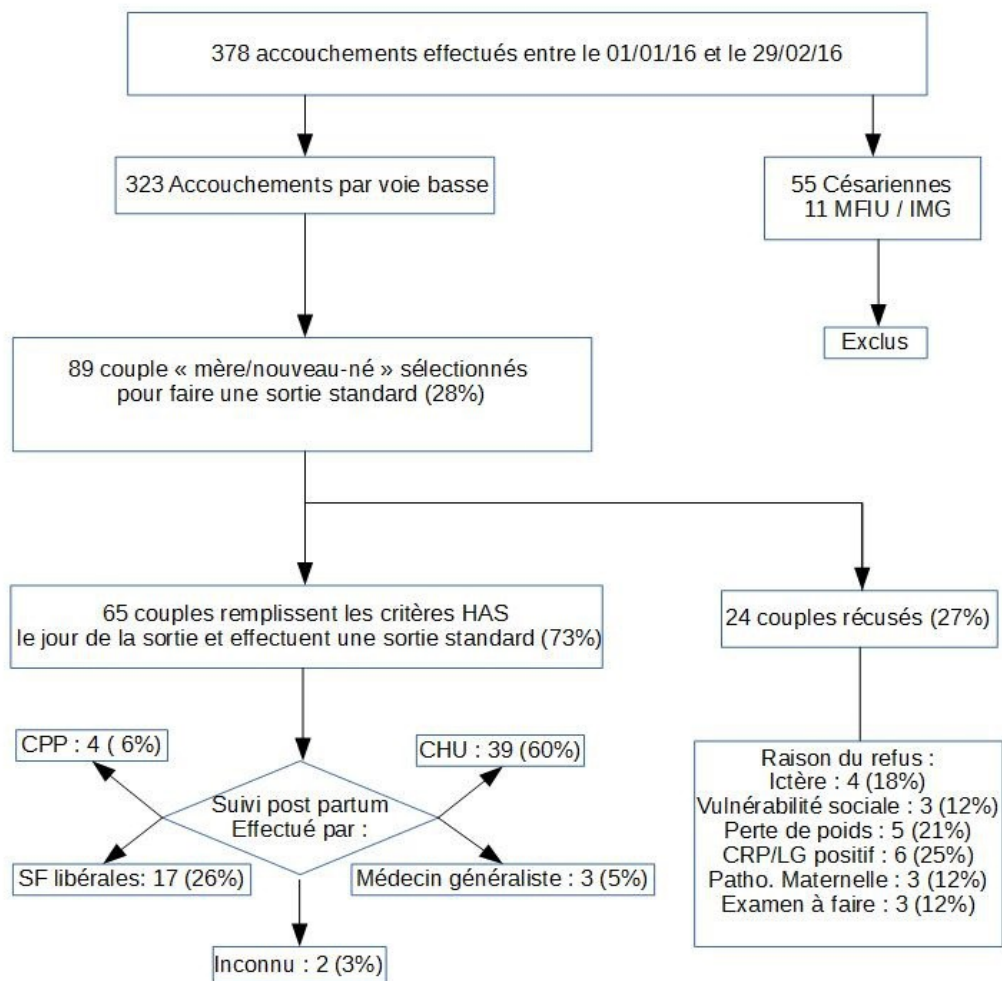 378 accouchements effectués entre le 01/01/16 et le 29/02/16
323 Accouchements par voie basse
55 Césariennes
11 MFIU / IMG
Exclus
89 couple « mère/nouveau-né » sélectionnés
pour faire une sortie standard (28%)
65 couples remplissent les critères HAS
le jour de la sortie et effectuent une sortie standard (73%)
24 couples récusés (27%)
CPP : 4 ( 6%)
CHU : 39 (60%)
Suivi post partum
Effectué par :
SF libérales: 17 (26%)
Médecin généraliste : 3 (5%)
Inconnu : 2 (3%)
Raison du refus :
Ictère : 4 (18%)
Vulnérabilité sociale : 3 (12%)
Perte de poids : 5 (21%)
CRP/LG positif : 6 (25%)
Patho. Maternelle : 3 (12%)
Examen à faire : 3 (12%)